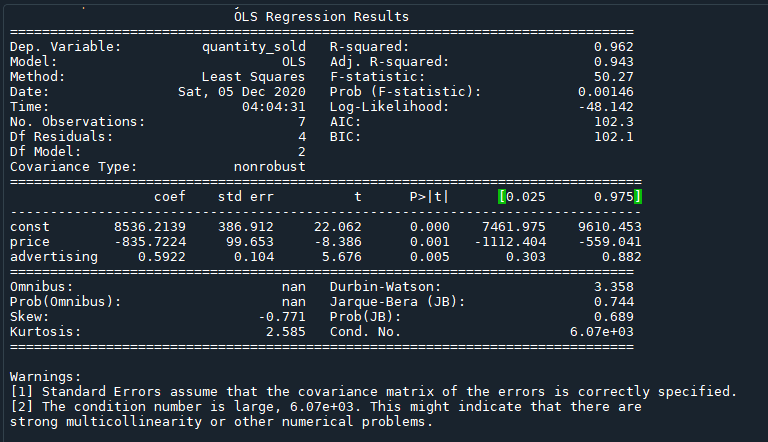 OLS Regression Results
==============================================================================
Dep. Variable:          quantity_sold   R-squared:                       0.962
Model:                            OLS   Adj. R-squared:                  0.943
Method:                 Least Squares   F-statistic:                     50.27
Date:                Sat, 05 Dec 2020   Prob (F-statistic):            0.00146
Time:                        04:04:31   Log-Likelihood:                -48.142
No. Observations:                   7   AIC:                             102.3
Df Residuals:                       4   BIC:                             102.1
Df Model:                           2
Covariance Type:            nonrobust
===============================================================================
                  coef    std err          t      P>|t|      [0.025      0.975]
-------------------------------------------------------------------------------
const        8536.2139    386.912     22.062      0.000    7461.975    9610.453
price        -835.7224     99.653     -8.386      0.001   -1112.404    -559.041
advertising     0.5922      0.104      5.676      0.005       0.303       0.882
==============================================================================
Omnibus:                          nan   Durbin-Watson:                   3.358
Prob(Omnibus):                    nan   Jarque-Bera (JB):                0.744
Skew:                          -0.771   Prob(JB):                        0.689
Kurtosis:                       2.585   Cond. No.                     6.07e+03
==============================================================================
Warnings:
[1] Standard Errors assume that the covariance matrix of the errors is correctly specified.
[2] The condition number is large, 6.07e+03. This might indicate that there are
strong multicollinearity or other numerical problems.